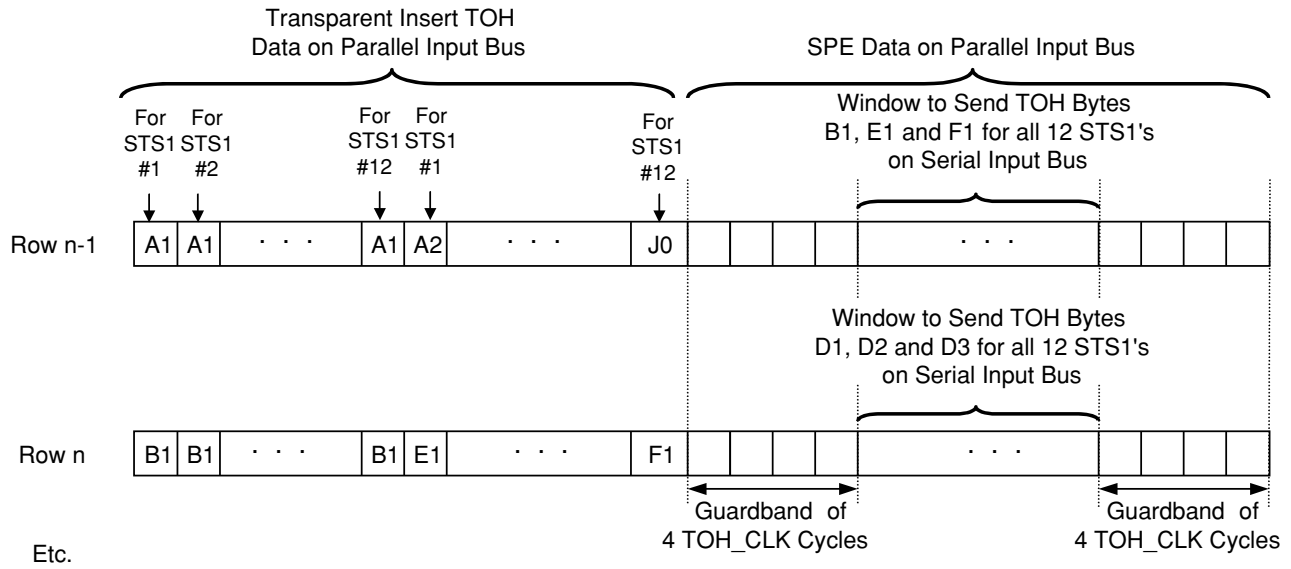 Transparent Insert TOH
Data on Parallel Input Bus
SPE Data on Parallel Input Bus
For
STS1
#1
For
STS1
#2
For
STS1
#12
For
STS1
#1
For
STS1
#12
Window to Send TOH Bytes
B1, E1 and F1 for all 12 STS1's
on Serial Input Bus
Row n-1 A1 A1 . . . A1 A2 . . . J0 . . .
Window to Send TOH Bytes
D1, D2 and D3 for all 12 STS1's
on Serial Input Bus
Row n B1 B1 . . . B1 E1 . . . F1 . . .
Guardband of
4 TOH_CLK Cycles
Guardband of
4 TOH_CLK Cycles
Etc.